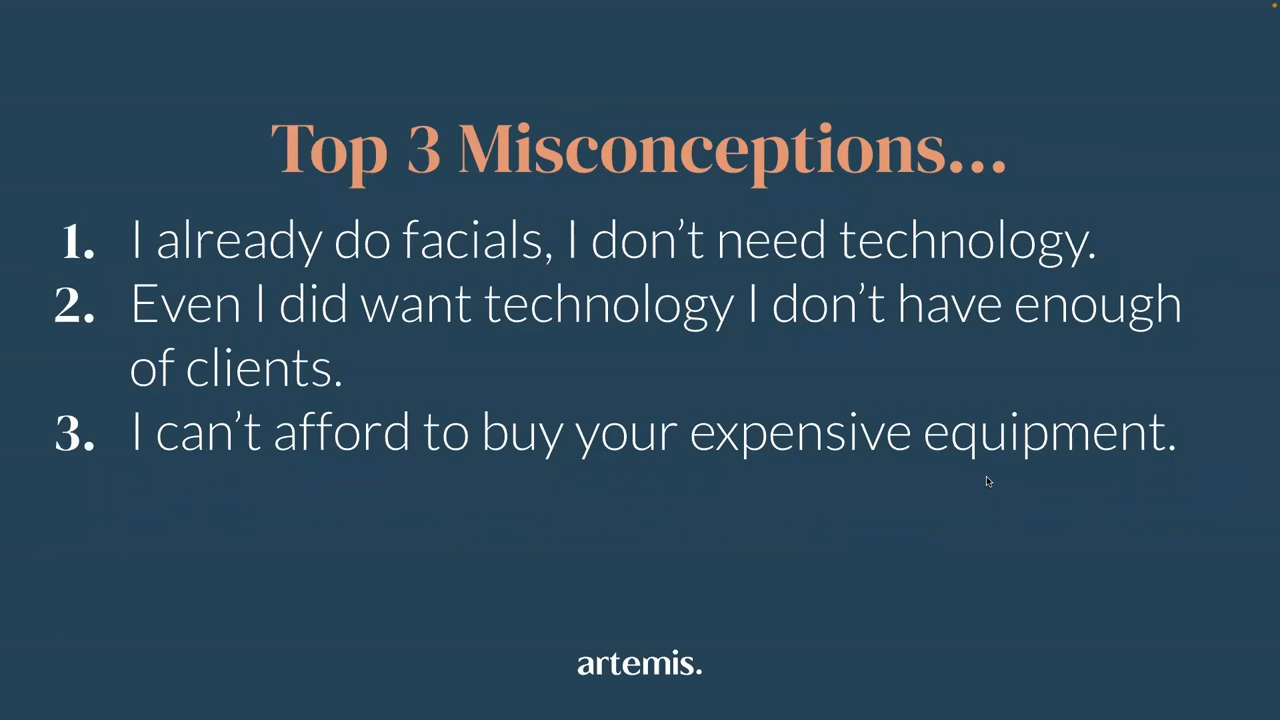 Top 3 Misconceptions...
1. I already do facials, I don’t need technology.
2. Even I did want technology I don’t have enough
of clients.
3. I can’t afford to buy your expensive equipment.
artemis.